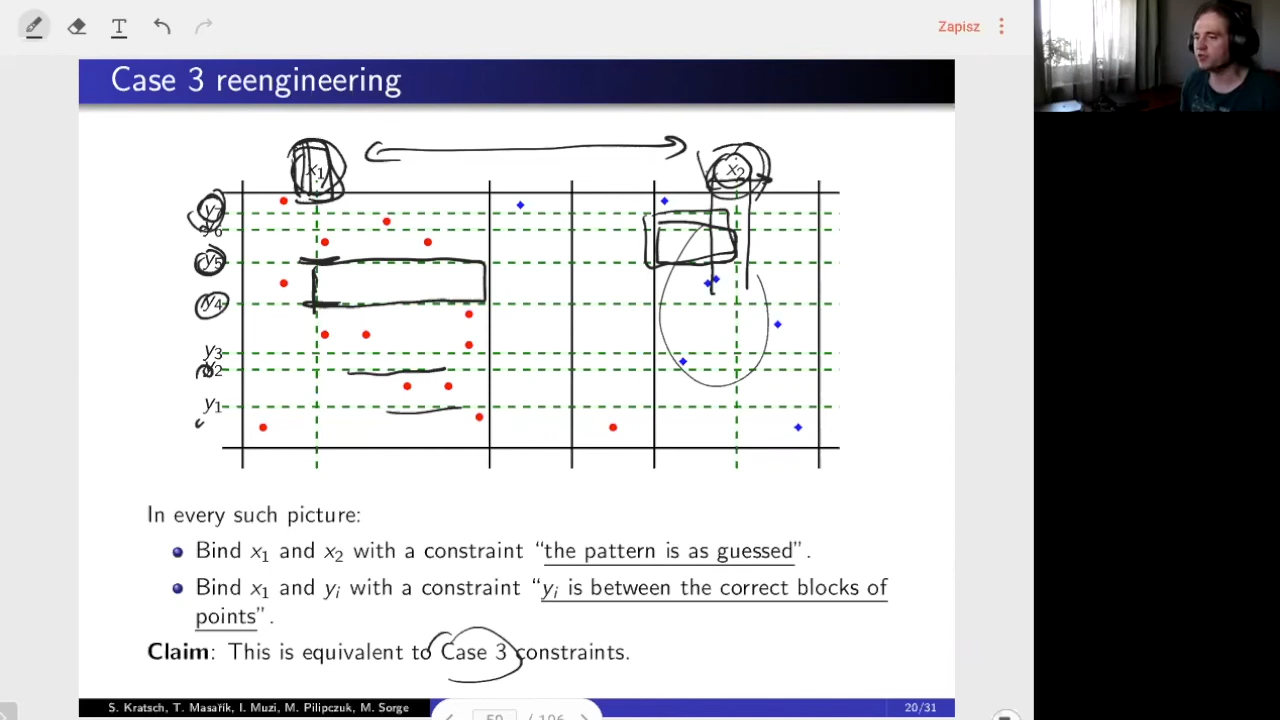 Zapisz
Case 3 reengineering
x1
x2
y7
y6
y5
y4
y3
y2
y1
In every such picture:
Bind x1 and x2 with a constraint “the pattern is as guessed”.
Bind x1 and yi with a constraint “yi is between the correct blocks of
points”.
Claim: This is equivalent to Case 3 constraints.
S. Kratsch, T. Masařík, I. Muzi, M. Pilipczuk, M. Sorge
20/31